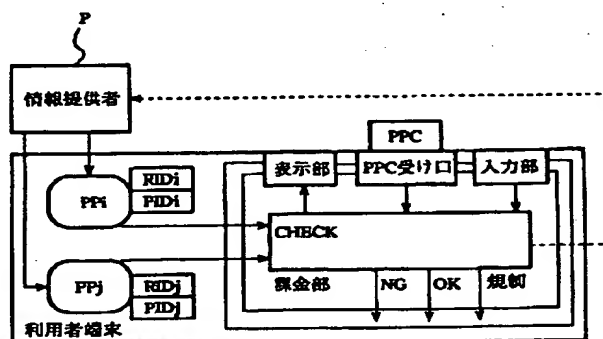 P
情報提供者
PPC
表示部
PPC受け口
入力部
PPi
RIDi
PIDi
CHECK
PPj
RIDj
PIDj
課金部
NG
OK
規制
利用者端末